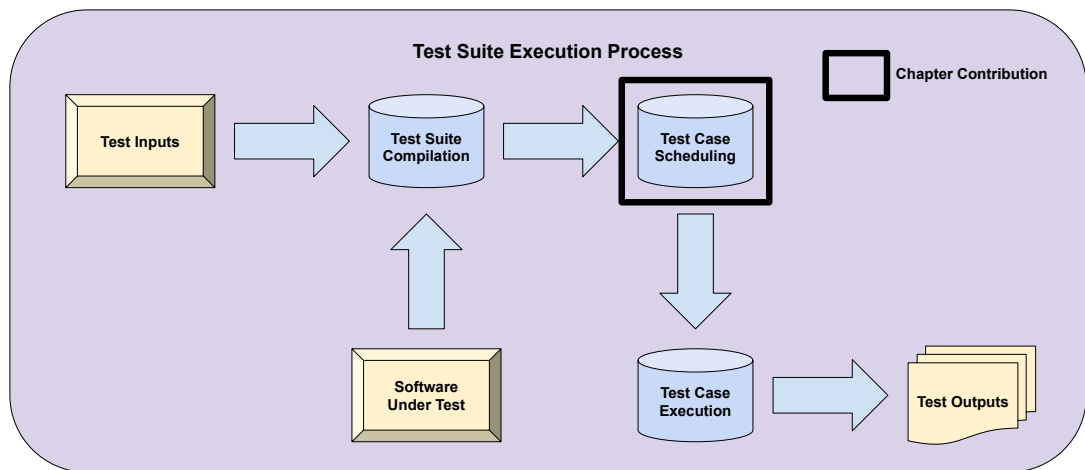 Test Suite Execution Process
Chapter Contribution
Test Inputs
Test Suite
Compilation
Test Case
Scheduling
Software
Under Test
Test Case
Execution
Test Outputs